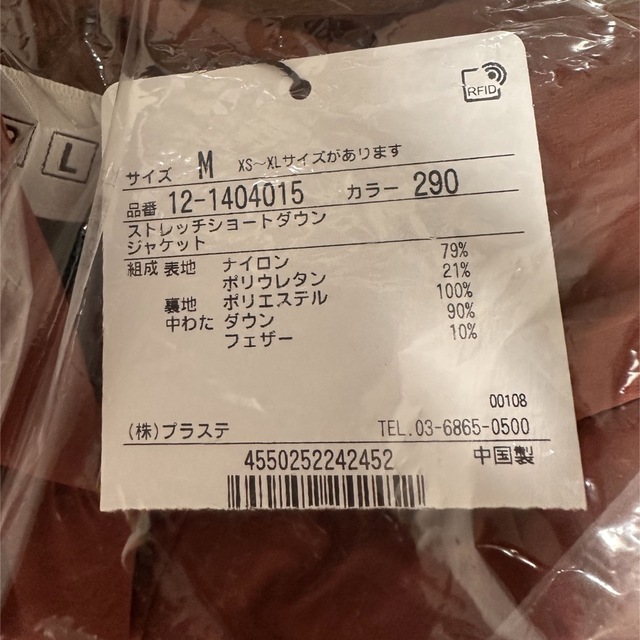 RFID
L
サイズ M XS～XLサイズがあります
品番 12-1404015 カラー 290
ストレッチショートダウン
ジャケット
組成 表地 ナイロン 79%
ポリウレタン 21%
裏地 ポリエステル 100%
中わた ダウン 90%
フェザー 10%
00108
(株)プラステ TEL.03-6865-0500
4550252242452 中国製